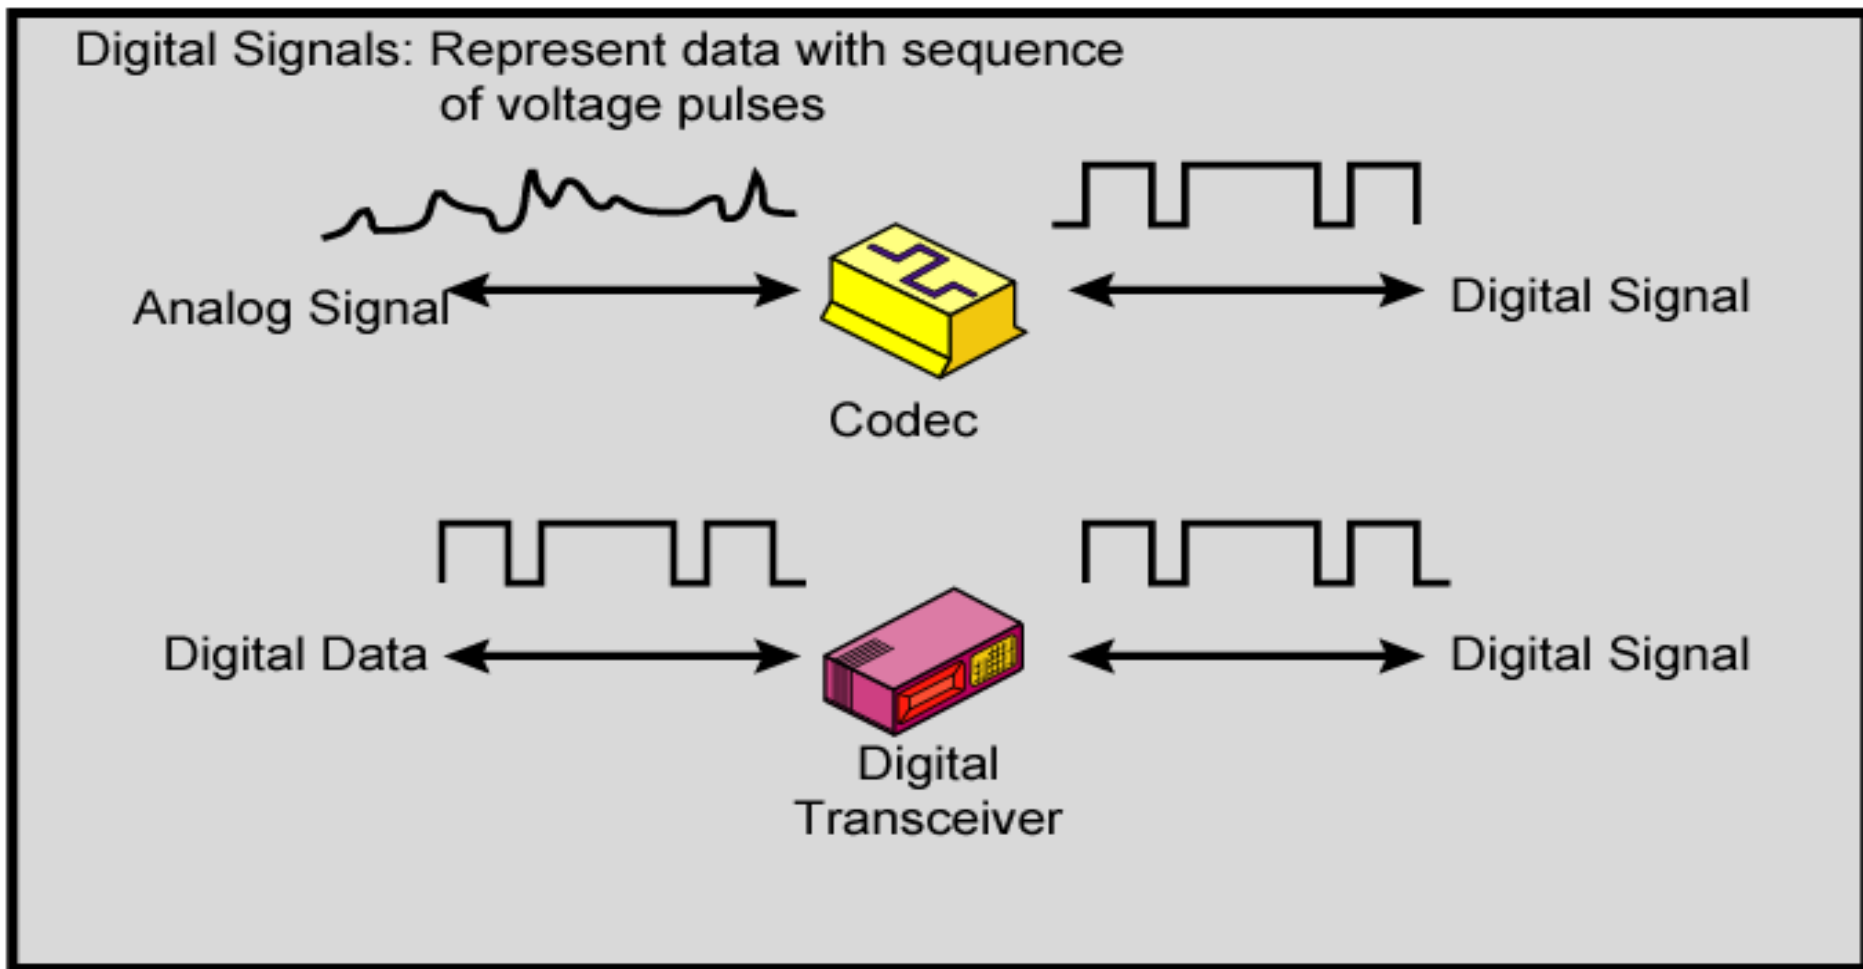 Digital Signals: Represent data with sequence
of voltage pulses
Analog Signal
Digital Signal
Codec
Digital Data
Digital Signal
Digital
Transceiver